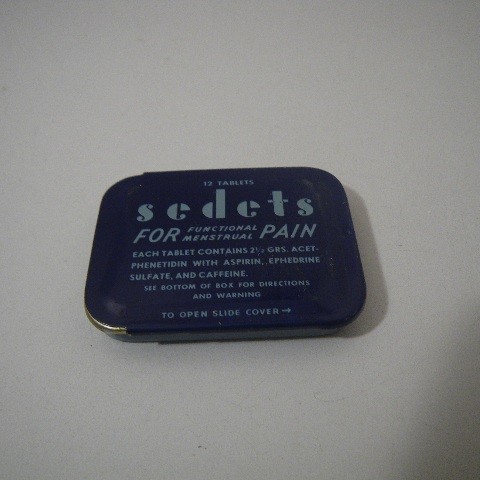 12 TABLETS
sedets
FOR FUNCTIONAL MENSTRUAL PAIN
EACH TABLET CONTAINS 2½ GRS. ACET-
PHENETIDIN WITH ASPIRIN, EPHEDRINE
SULFATE, AND CAFFEINE.
SEE BOTTOM OF BOX FOR DIRECTIONS
AND WARNING
TO OPEN SLIDE COVER→